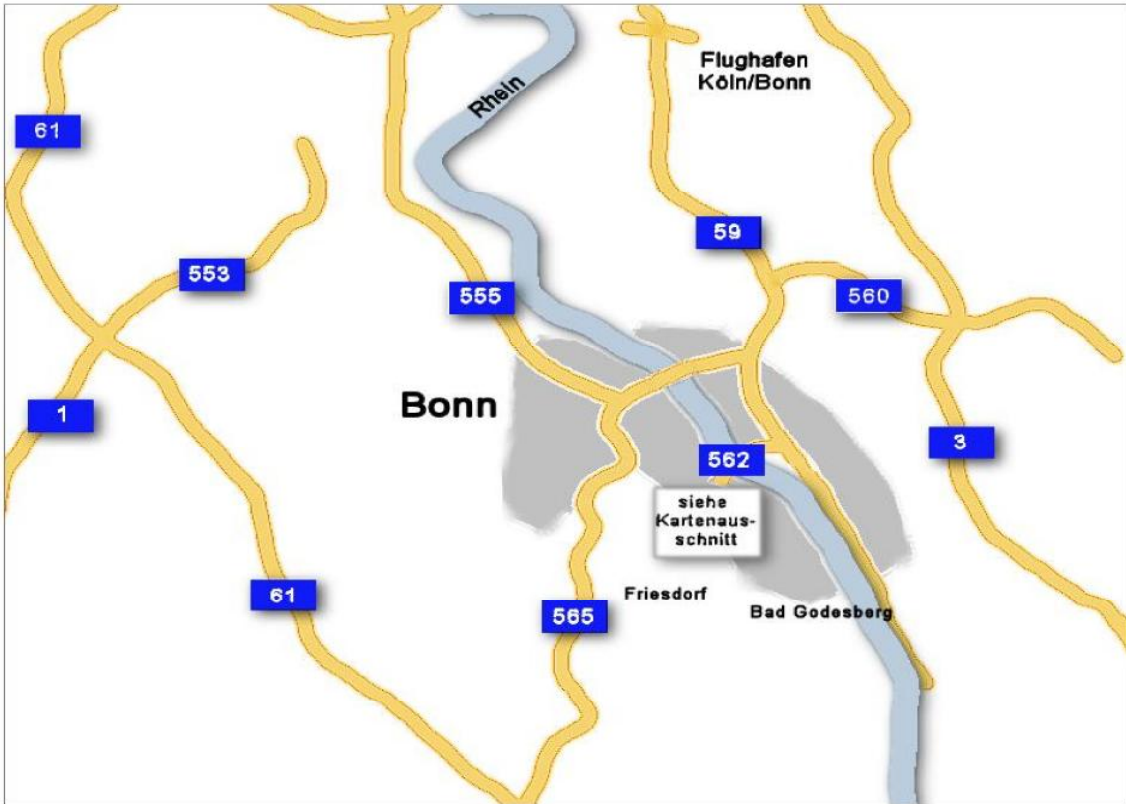 Flughafen
Köln/Bonn
Rhein
61
59
553
555
560
Bonn
1
3
562
siehe
Kartenaus-
schnitt
61
Friesdorf
565
Bad Godesberg